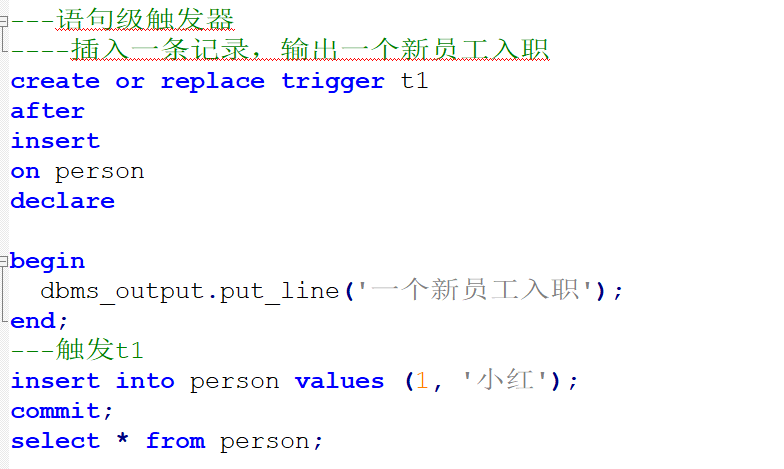 ---语句级触发器
----插入一条记录，输出一个新员工入职
create or replace trigger t1
after
insert
on person
declare
begin
  dbms_output.put_line('一个新员工入职');
end;
---触发t1
insert into person values (1, '小红');
commit;
select * from person;